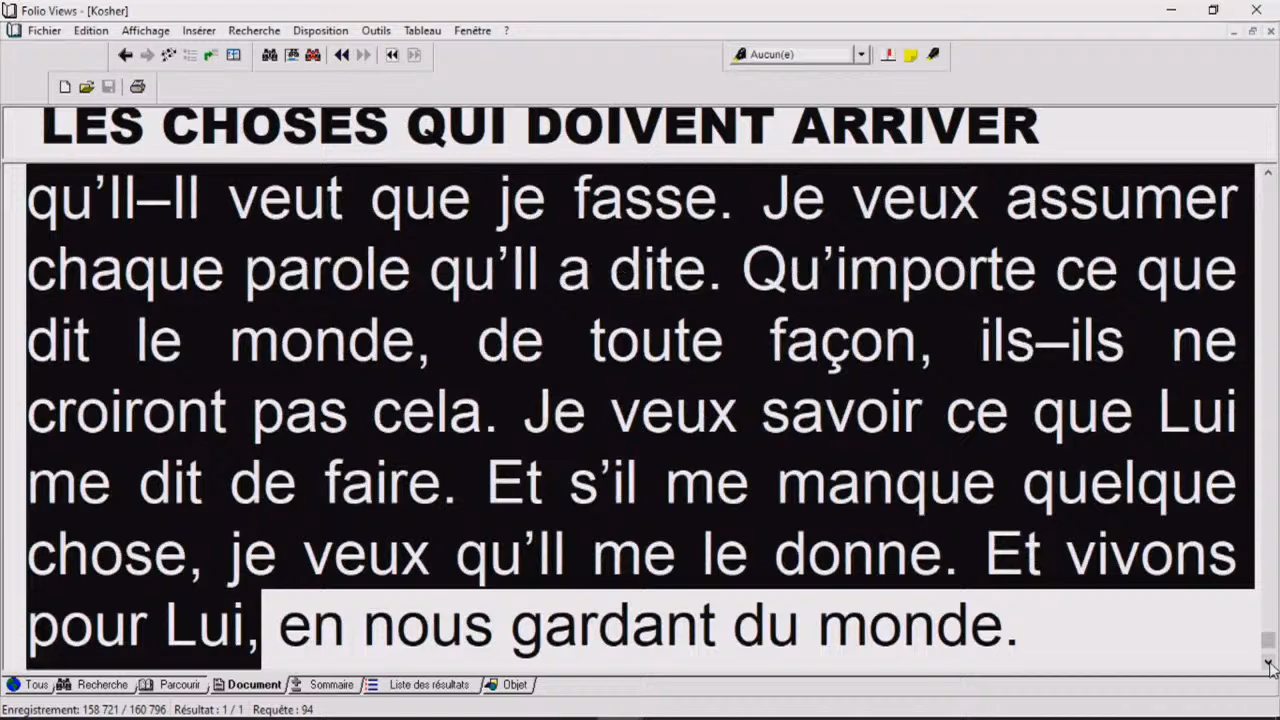 Folio Views - [Kosher]
Fichier Edition Affichage Insérer Recherche Disposition Outils Tableau Fenêtre ?
Aucun(e)
LES CHOSES QUI DOIVENT ARRIVER
qu’Il–Il veut que je fasse. Je veux assumer
chaque parole qu’Il a dite. Qu’importe ce que
dit le monde, de toute façon, ils–ils ne
croiront pas cela. Je veux savoir ce que Lui
me dit de faire. Et s’il me manque quelque
chose, je veux qu’Il me le donne. Et vivons
pour Lui, en nous gardant du monde.
Tous Recherche Parcourir Document Sommaire Liste des résultats Objet
Enregistrement: 158 721 / 160 796 Résultat : 1 / 1 Requête : 94